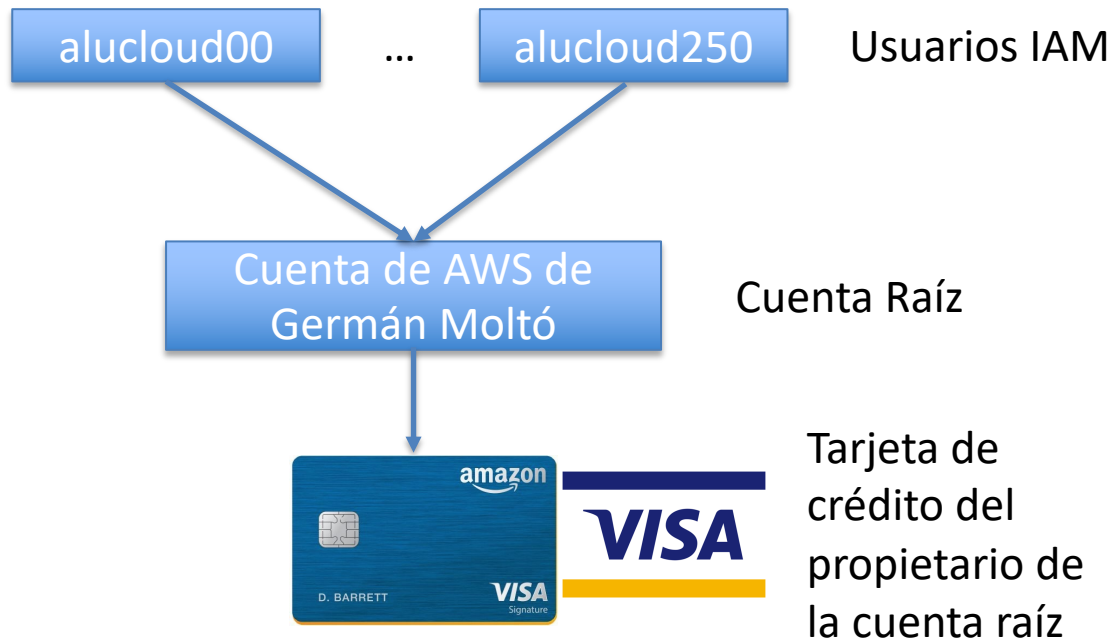 alucloud00 ... alucloud250 Usuarios IAM
Cuenta de AWS de
Germán Moltó
Cuenta Raíz
amazon
D. BARRETT
VISA
Signature
VISA
Tarjeta de
crédito del
propietario de
la cuenta raíz